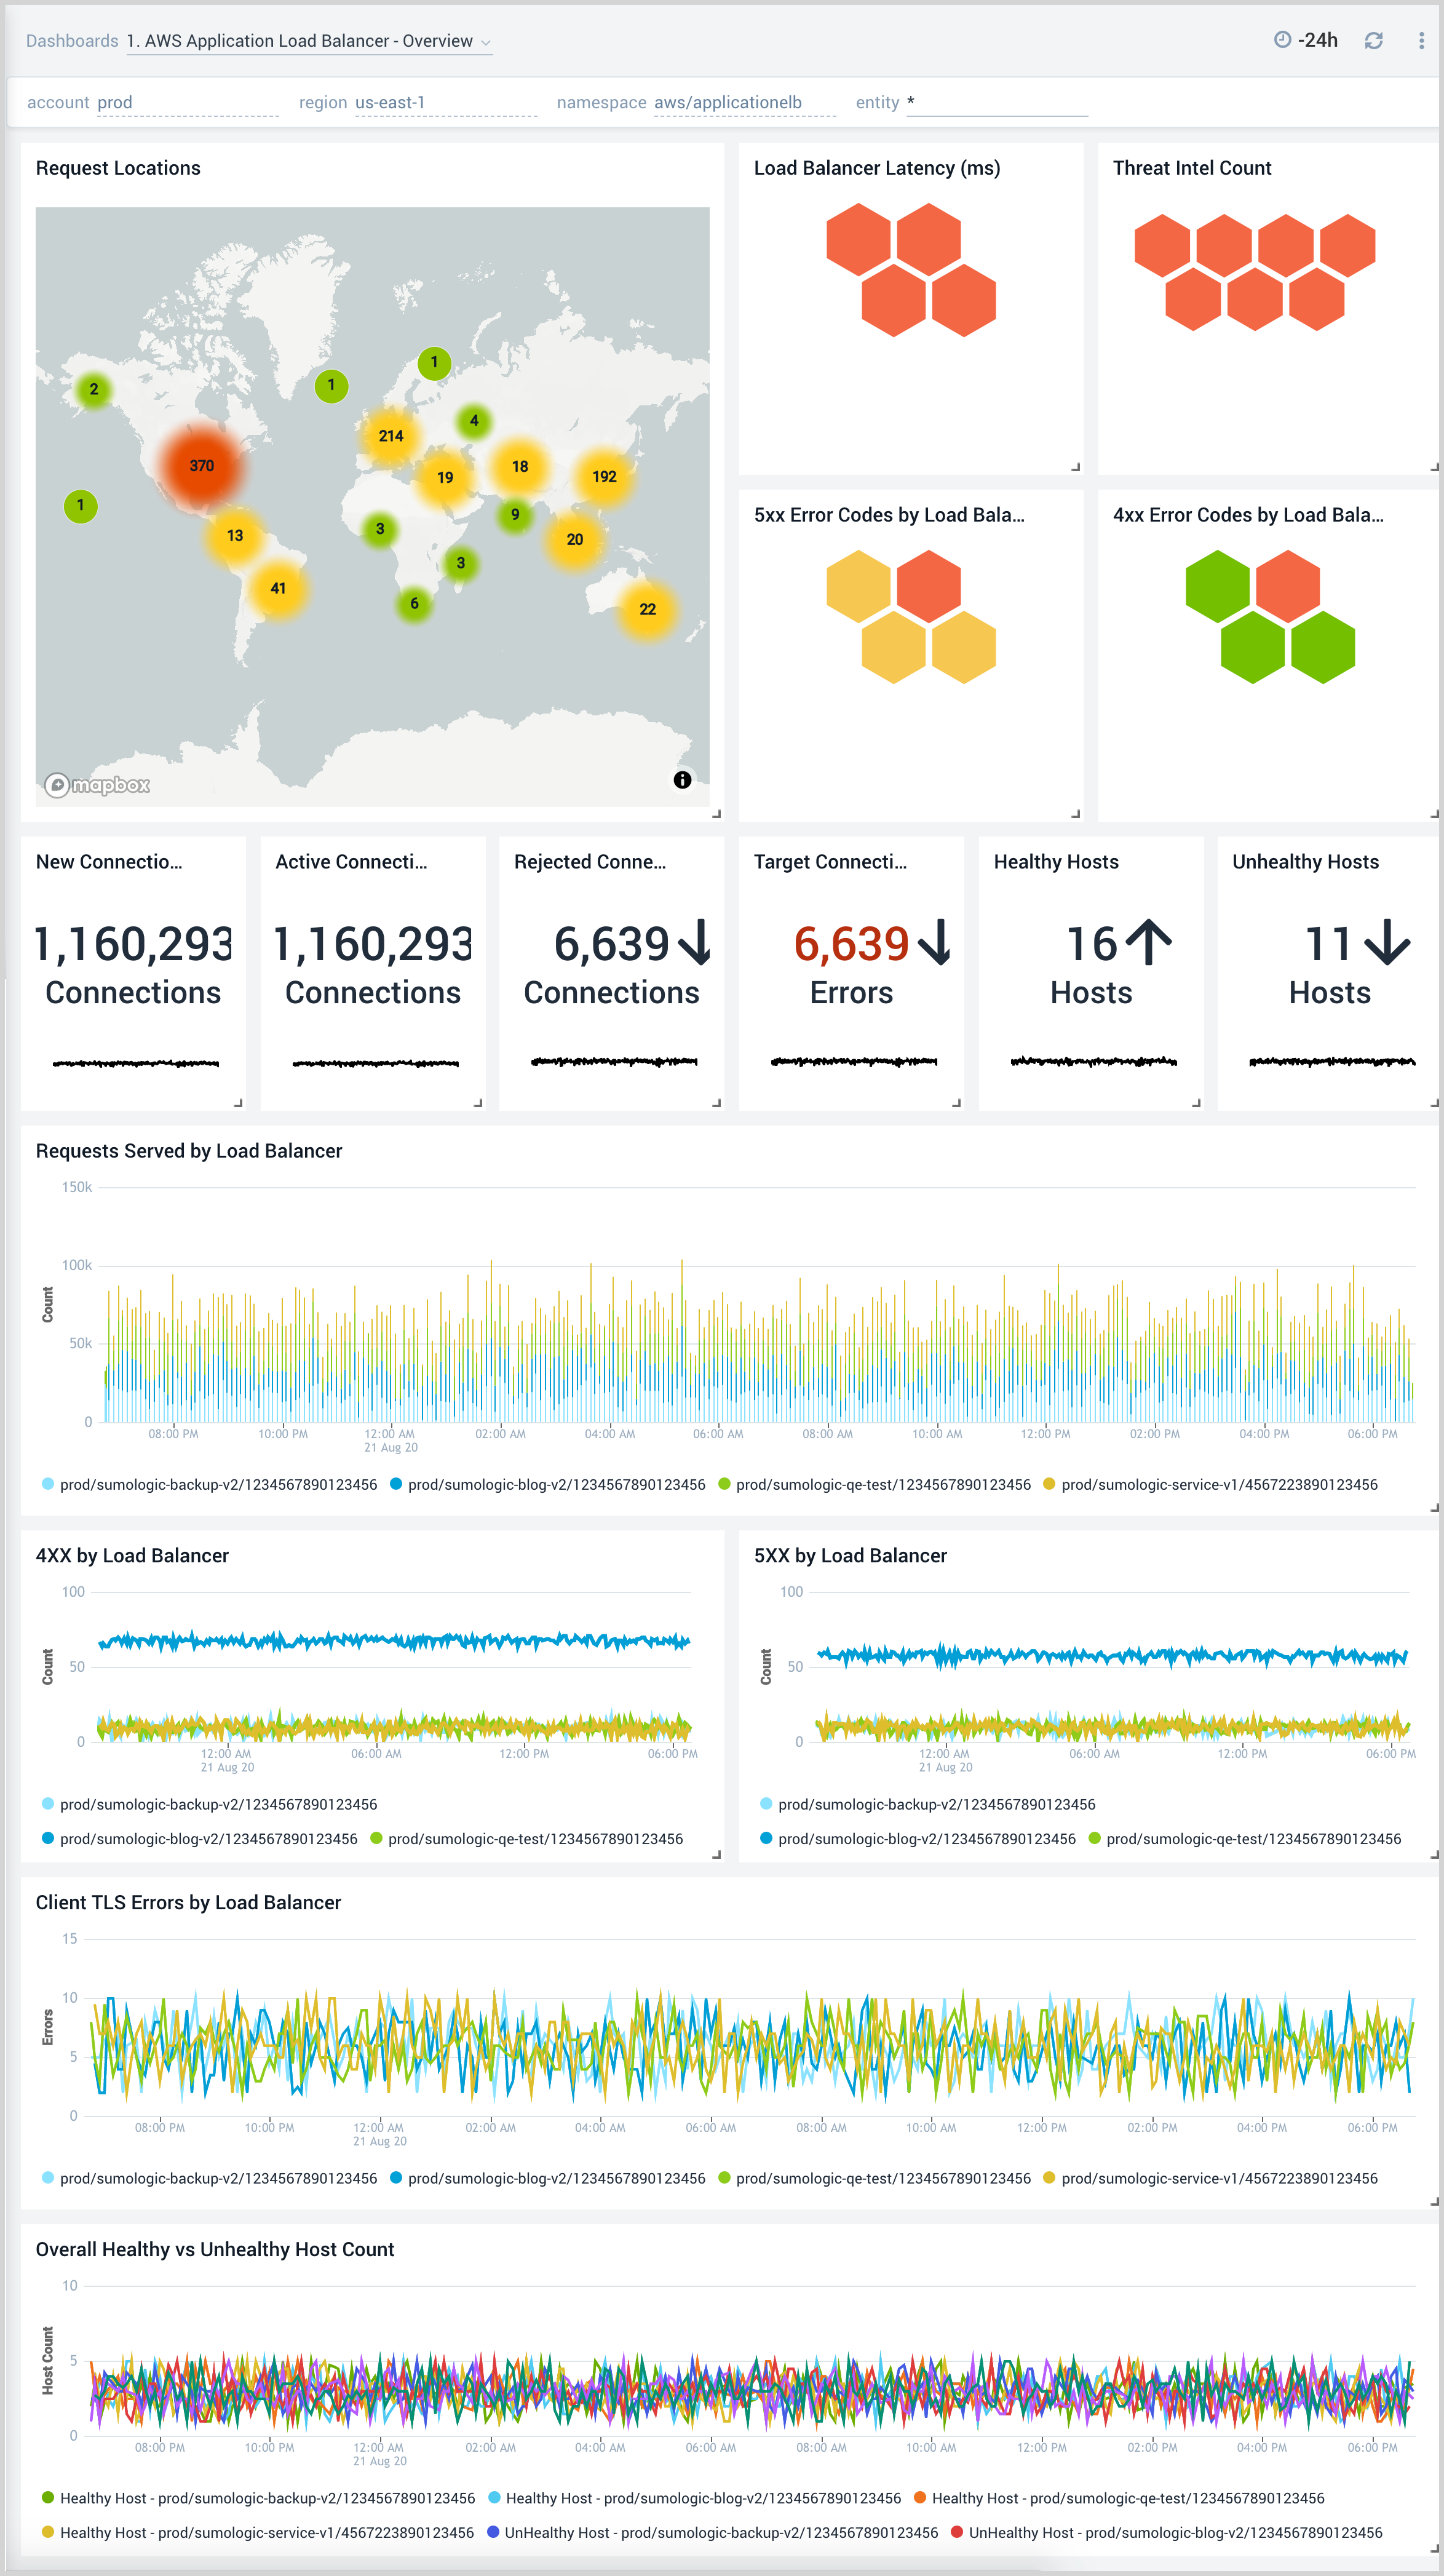 Dashboards 1. AWS Application Load Balancer - Overview -24h
account prod region us-east-1 namespace aws/applicationelb entity *
Request Locations
Load Balancer Latency (ms)
Threat Intel Count
1
1
2
4
214
370
19
18
192
1
9
3
13
20
3
41
6
22
mapbox
5xx Error Codes by Load Bala...
4xx Error Codes by Load Bala...
New Connectio...
1,160,293
Connections
Active Connecti...
1,160,293
Connections
Rejected Conne...
6,639
Connections
Target Connecti...
6,639
Errors
Healthy Hosts
16
Hosts
Unhealthy Hosts
11
Hosts
Requests Served by Load Balancer
150k
100k
50k
0
Count
08:00 PM 10:00 PM 12:00 AM 02:00 AM 04:00 AM 06:00 AM 08:00 AM 10:00 AM 12:00 PM 02:00 PM 04:00 PM 06:00 PM
21 Aug 20
prod/sumologic-backup-v2/1234567890123456 prod/sumologic-blog-v2/1234567890123456 prod/sumologic-qe-test/1234567890123456 prod/sumologic-service-v1/4567223890123456
4XX by Load Balancer
100
50
0
Count
12:00 AM 06:00 AM 12:00 PM 06:00 PM
21 Aug 20
prod/sumologic-backup-v2/1234567890123456
prod/sumologic-blog-v2/1234567890123456 prod/sumologic-qe-test/1234567890123456
5XX by Load Balancer
100
50
0
Count
12:00 AM 06:00 AM 12:00 PM 06:00 PM
21 Aug 20
prod/sumologic-backup-v2/1234567890123456
prod/sumologic-blog-v2/1234567890123456 prod/sumologic-qe-test/1234567890123456
Client TLS Errors by Load Balancer
15
10
5
0
Errors
08:00 PM 10:00 PM 12:00 AM 02:00 AM 04:00 AM 06:00 AM 08:00 AM 10:00 AM 12:00 PM 02:00 PM 04:00 PM 06:00 PM
21 Aug 20
prod/sumologic-backup-v2/1234567890123456 prod/sumologic-blog-v2/1234567890123456 prod/sumologic-qe-test/1234567890123456 prod/sumologic-service-v1/4567223890123456
Overall Healthy vs Unhealthy Host Count
10
5
0
Host Count
08:00 PM 10:00 PM 12:00 AM 02:00 AM 04:00 AM 06:00 AM 08:00 AM 10:00 AM 12:00 PM 02:00 PM 04:00 PM 06:00 PM
21 Aug 20
Healthy Host - prod/sumologic-backup-v2/1234567890123456 Healthy Host - prod/sumologic-blog-v2/1234567890123456 Healthy Host - prod/sumologic-qe-test/1234567890123456
Healthy Host - prod/sumologic-service-v1/4567223890123456 UnHealthy Host - prod/sumologic-backup-v2/1234567890123456 UnHealthy Host - prod/sumologic-blog-v2/1234567890123456